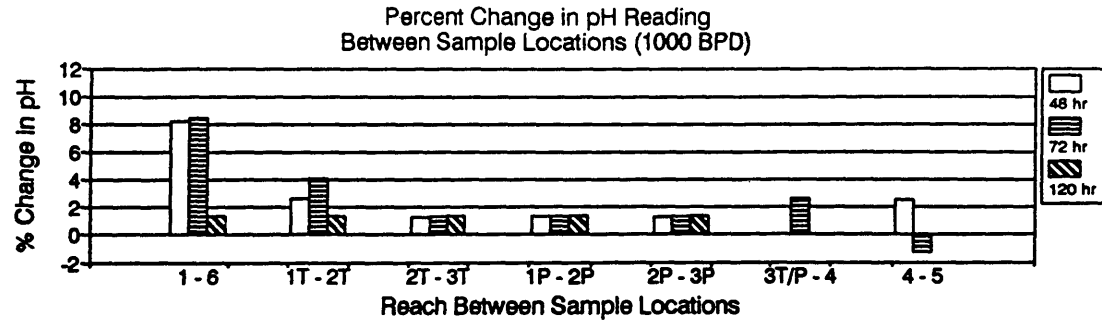 Percent Change in pH Reading
Between Sample Locations (1000 BPD)
% Change in pH
12
10
8
6
4
2
0
-2
1 - 6
1T - 2T
2T - 3T
1P - 2P
2P - 3P
3T/P - 4
4 - 5
Reach Between Sample Locations
48 hr
72 hr
120 hr